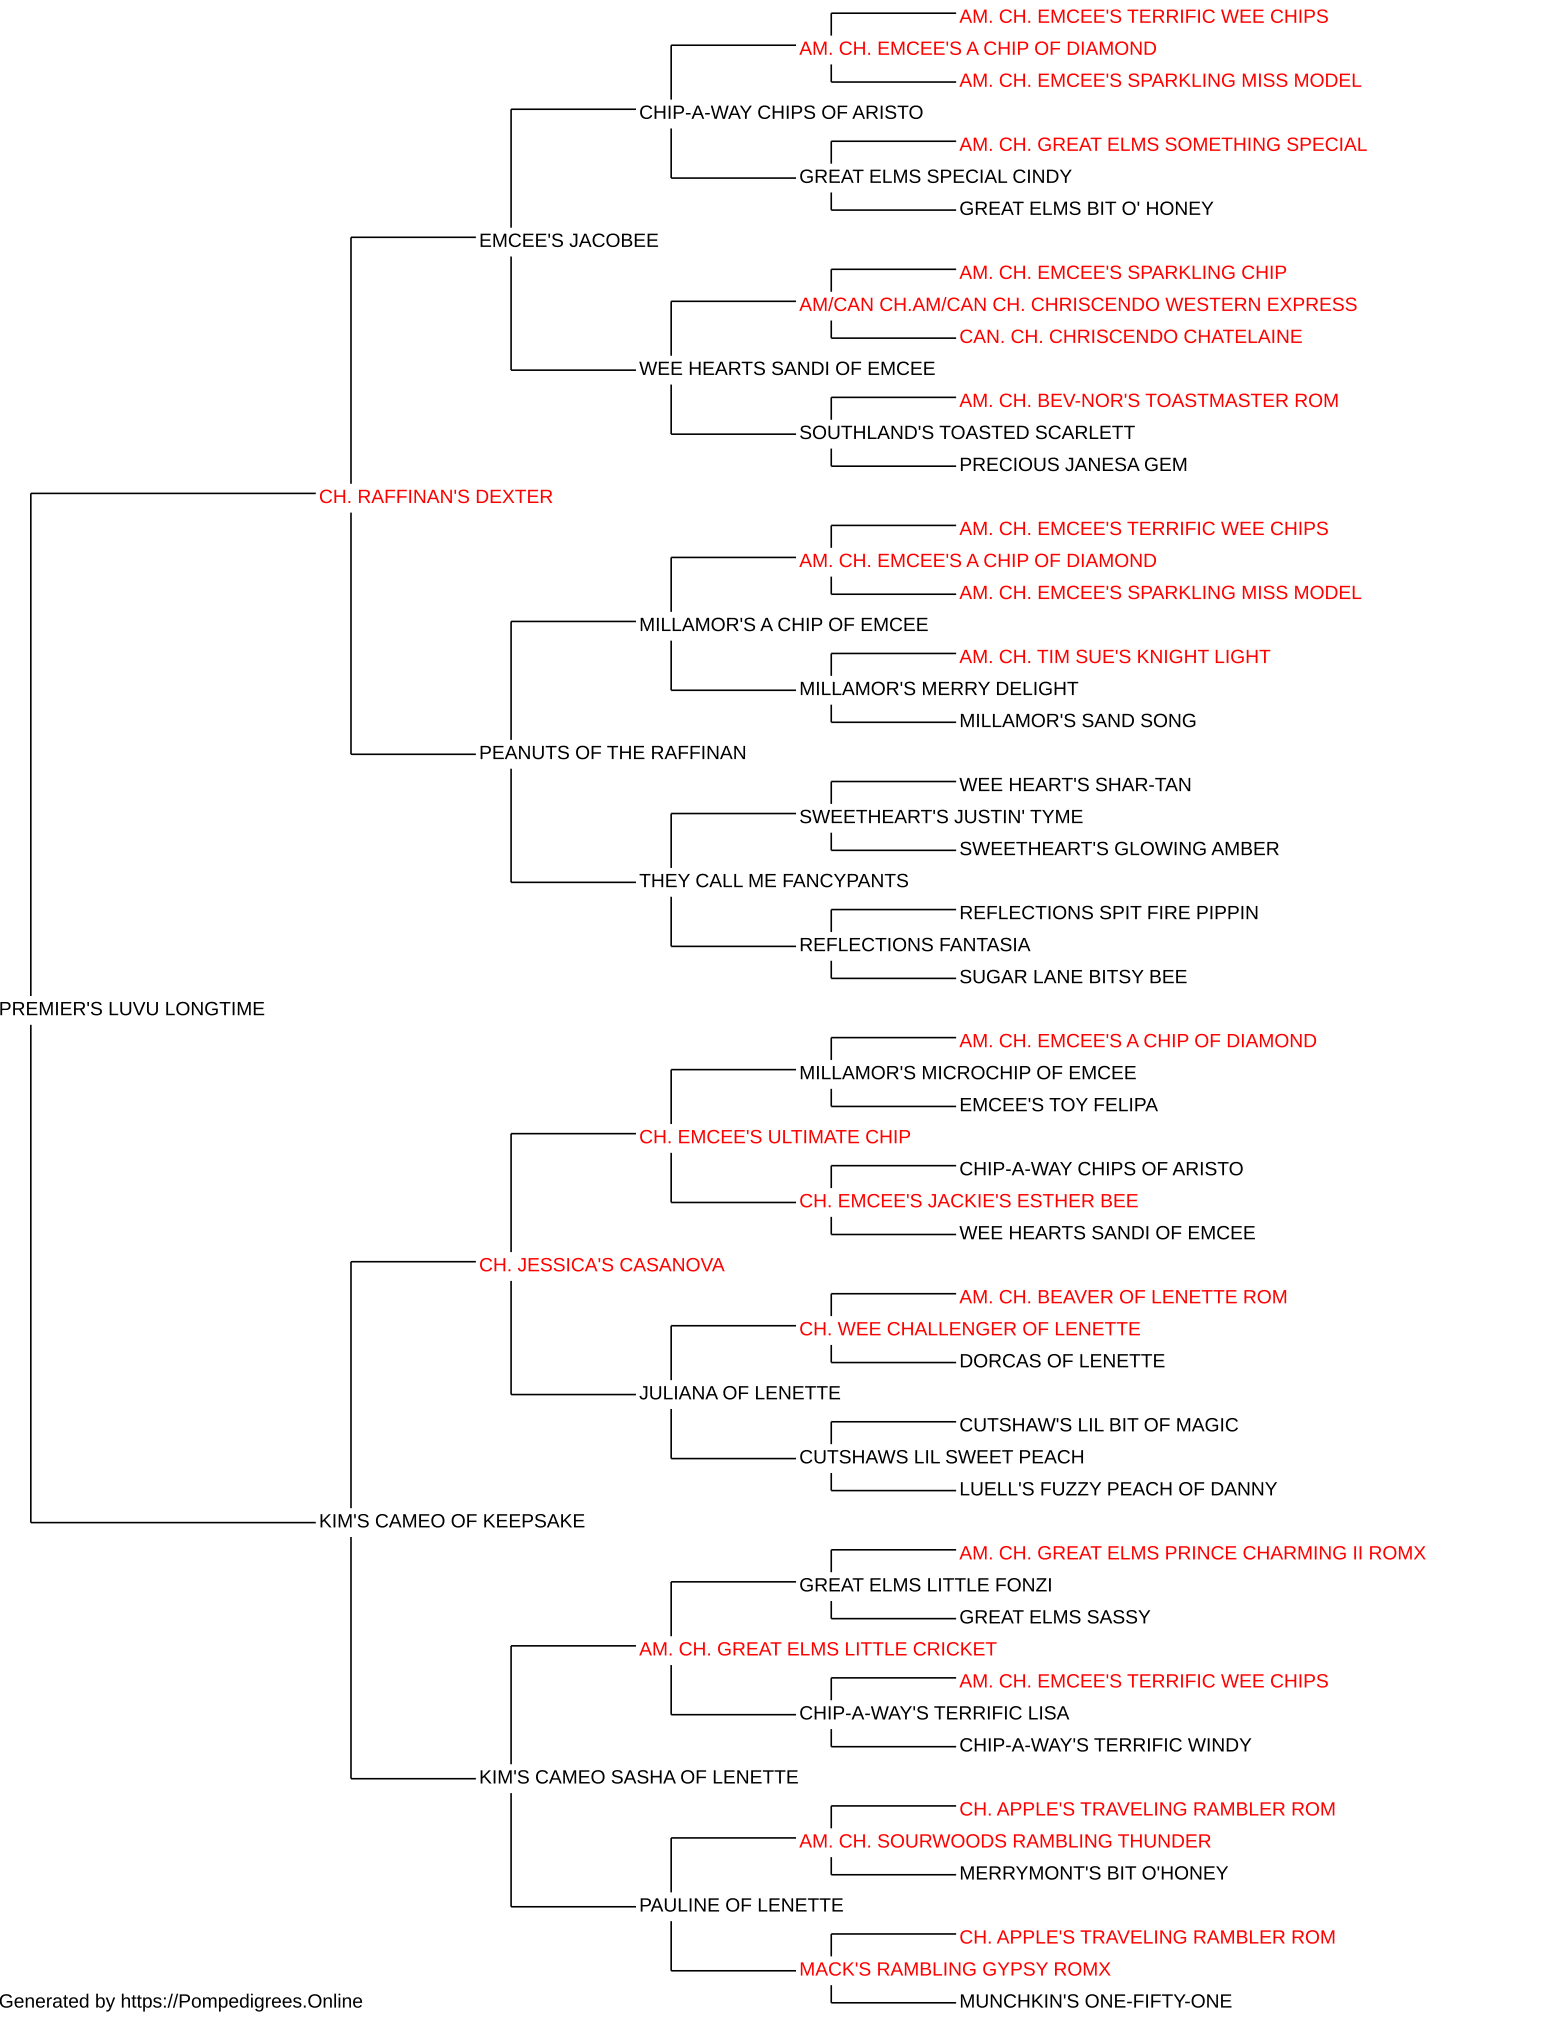 AM. CH. EMCEE'S TERRIFIC WEE CHIPS
AM. CH. EMCEE'S A CHIP OF DIAMOND
AM. CH. EMCEE'S SPARKLING MISS MODEL
CHIP-A-WAY CHIPS OF ARISTO
AM. CH. GREAT ELMS SOMETHING SPECIAL
GREAT ELMS SPECIAL CINDY
GREAT ELMS BIT O' HONEY
EMCEE'S JACOBEE
AM. CH. EMCEE'S SPARKLING CHIP
AM/CAN CH.AM/CAN CH. CHRISCENDO WESTERN EXPRESS
CAN. CH. CHRISCENDO CHATELAINE
WEE HEARTS SANDI OF EMCEE
AM. CH. BEV-NOR'S TOASTMASTER ROM
SOUTHLAND'S TOASTED SCARLETT
PRECIOUS JANESA GEM
CH. RAFFINAN'S DEXTER
AM. CH. EMCEE'S TERRIFIC WEE CHIPS
AM. CH. EMCEE'S A CHIP OF DIAMOND
AM. CH. EMCEE'S SPARKLING MISS MODEL
MILLAMOR'S A CHIP OF EMCEE
AM. CH. TIM SUE'S KNIGHT LIGHT
MILLAMOR'S MERRY DELIGHT
MILLAMOR'S SAND SONG
PEANUTS OF THE RAFFINAN
WEE HEART'S SHAR-TAN
SWEETHEART'S JUSTIN' TYME
SWEETHEART'S GLOWING AMBER
THEY CALL ME FANCYPANTS
REFLECTIONS SPIT FIRE PIPPIN
REFLECTIONS FANTASIA
SUGAR LANE BITSY BEE
PREMIER'S LUVU LONGTIME
AM. CH. EMCEE'S A CHIP OF DIAMOND
MILLAMOR'S MICROCHIP OF EMCEE
EMCEE'S TOY FELIPA
CH. EMCEE'S ULTIMATE CHIP
CHIP-A-WAY CHIPS OF ARISTO
CH. EMCEE'S JACKIE'S ESTHER BEE
WEE HEARTS SANDI OF EMCEE
CH. JESSICA'S CASANOVA
AM. CH. BEAVER OF LENETTE ROM
CH. WEE CHALLENGER OF LENETTE
DORCAS OF LENETTE
JULIANA OF LENETTE
CUTSHAW'S LIL BIT OF MAGIC
CUTSHAWS LIL SWEET PEACH
LUELL'S FUZZY PEACH OF DANNY
KIM'S CAMEO OF KEEPSAKE
AM. CH. GREAT ELMS PRINCE CHARMING II ROMX
GREAT ELMS LITTLE FONZI
GREAT ELMS SASSY
AM. CH. GREAT ELMS LITTLE CRICKET
AM. CH. EMCEE'S TERRIFIC WEE CHIPS
CHIP-A-WAY'S TERRIFIC LISA
CHIP-A-WAY'S TERRIFIC WINDY
KIM'S CAMEO SASHA OF LENETTE
CH. APPLE'S TRAVELING RAMBLER ROM
AM. CH. SOURWOODS RAMBLING THUNDER
MERRYMONT'S BIT O'HONEY
PAULINE OF LENETTE
CH. APPLE'S TRAVELING RAMBLER ROM
MACK'S RAMBLING GYPSY ROMX
MUNCHKIN'S ONE-FIFTY-ONE
Generated by https://Pompedigrees.Online